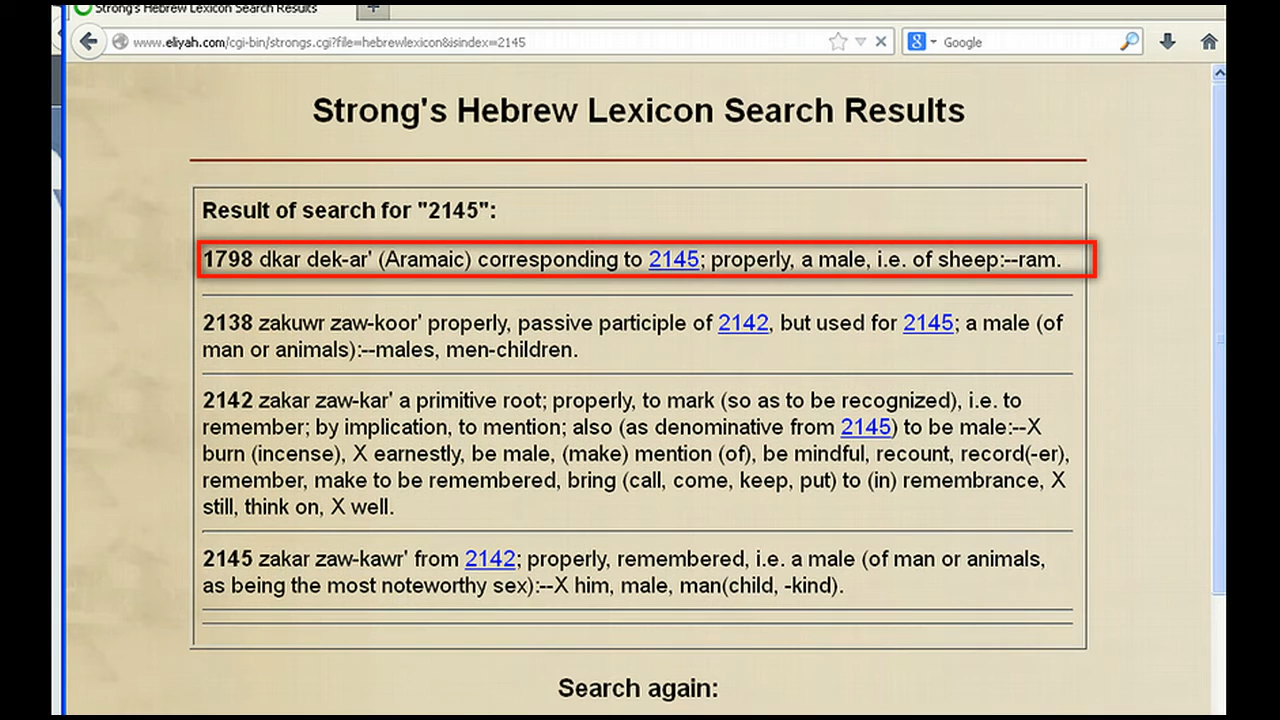 Strong's Hebrew Lexicon Search Results
www.eliyah.com/cgi-bin/strongs.cgi?file=hebrewlexicon&isindex=2145
Google
Strong's Hebrew Lexicon Search Results
Result of search for "2145":
1798 dkar dek-ar' (Aramaic) corresponding to 2145; properly, a male, i.e. of sheep:--ram.
2138 zakuwr zaw-koor' properly, passive participle of 2142, but used for 2145; a male (of
man or animals):--males, men-children.
2142 zakar zaw-kar' a primitive root; properly, to mark (so as to be recognized), i.e. to
remember; by implication, to mention; also (as denominative from 2145) to be male:--X
burn (incense), X earnestly, be male, (make) mention (of), be mindful, recount, record(-er),
remember, make to be remembered, bring (call, come, keep, put) to (in) remembrance, X
still, think on, X well.
2145 zakar zaw-kawr' from 2142; properly, remembered, i.e. a male (of man or animals,
as being the most noteworthy sex):--X him, male, man(child, -kind).
Search again: